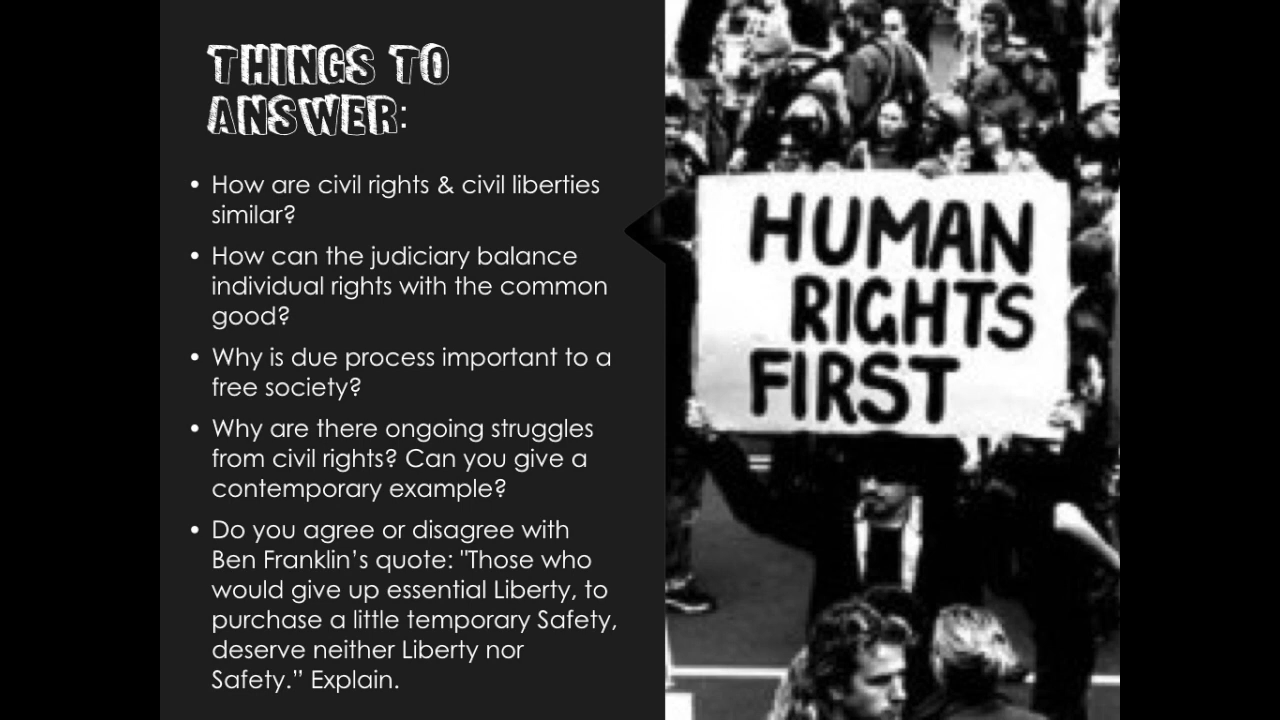 THINGS TO
ANSWER:
• How are civil rights & civil liberties
similar?
• How can the judiciary balance
individual rights with the common
good?
• Why is due process important to a
free society?
• Why are there ongoing struggles
from civil rights? Can you give a
contemporary example?
• Do you agree or disagree with
Ben Franklin’s quote: "Those who
would give up essential Liberty, to
purchase a little temporary Safety,
deserve neither Liberty nor
Safety.” Explain.
HUMAN
RIGHTS
FIRST